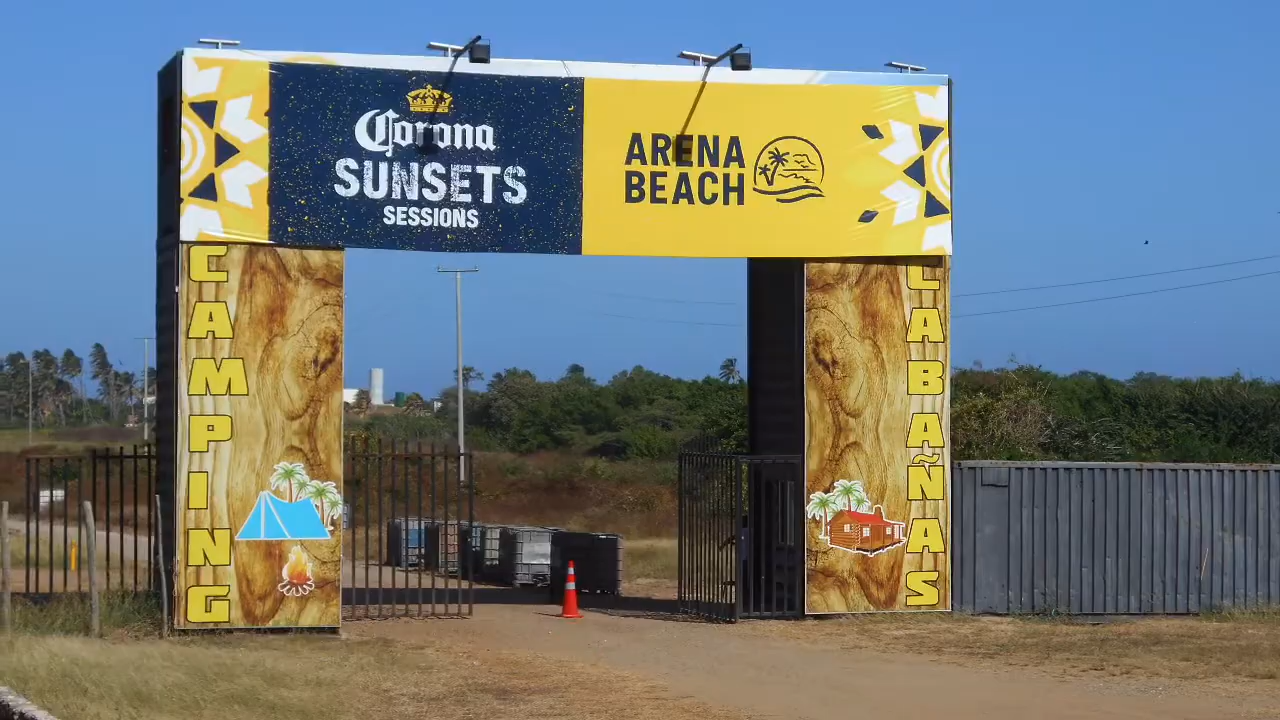 Corona
SUNSETS
SESSIONS
ARENA
BEACH
CAMPING
CABAÑAS